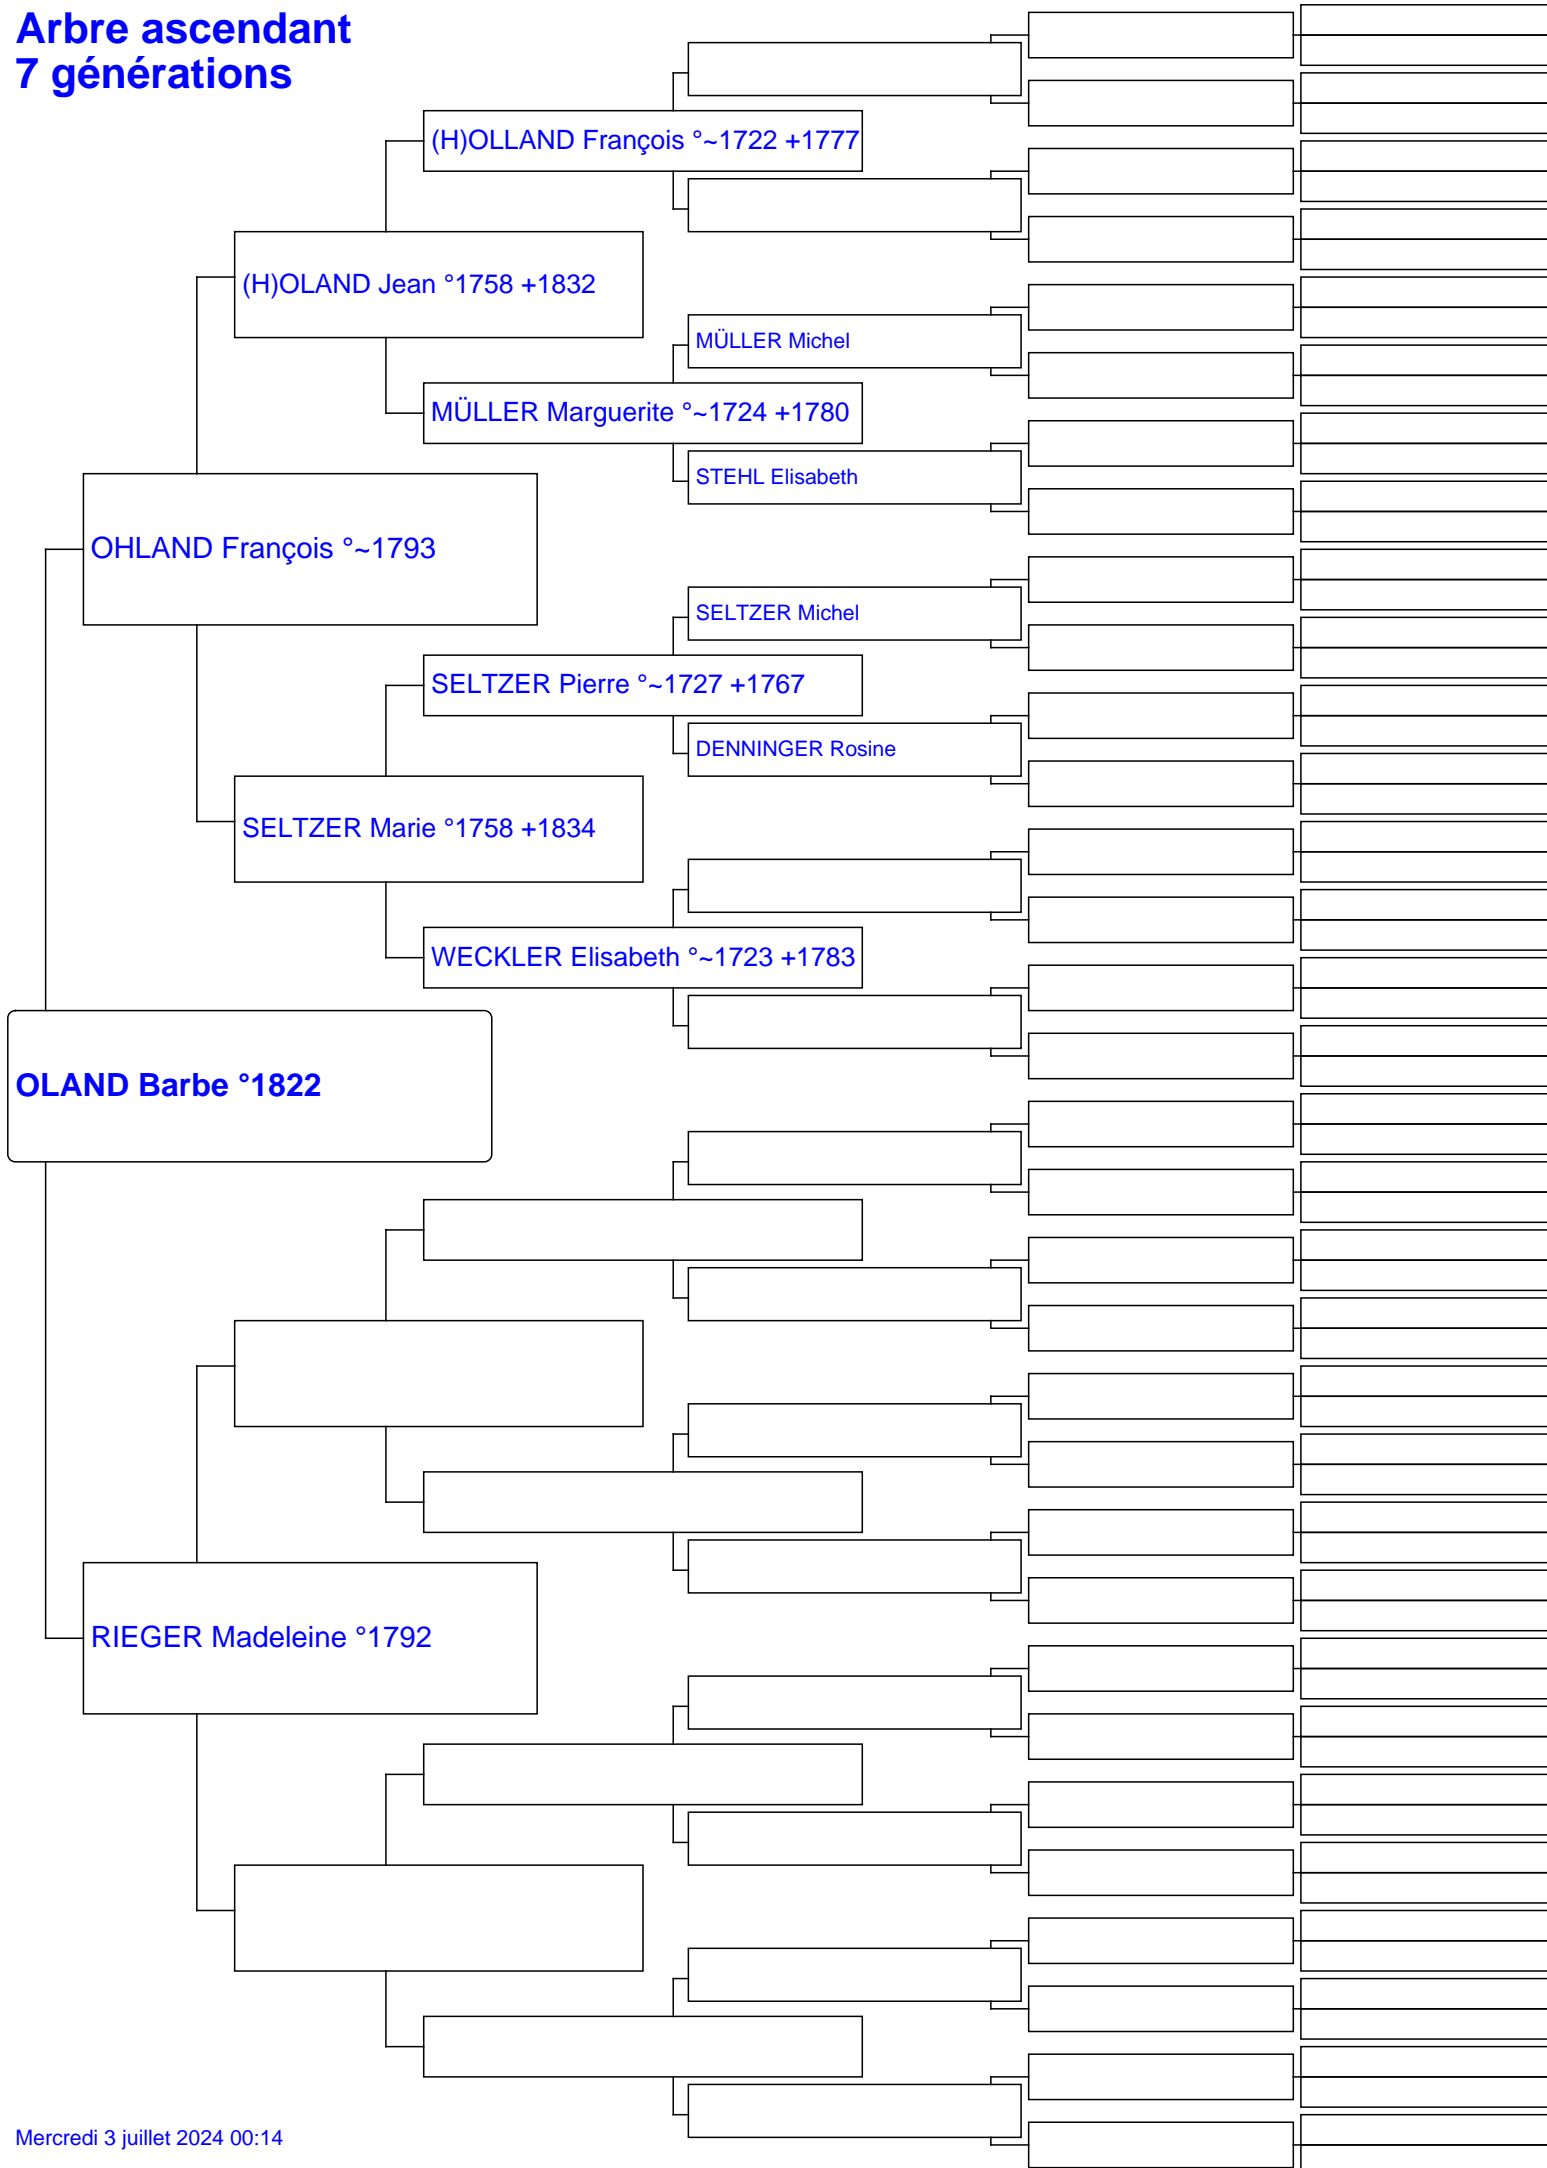 Arbre ascendant
7 générations
(H)OLLAND François °~1722 +1777
(H)OLAND Jean °1758 +1832
MÜLLER Michel
MÜLLER Marguerite °~1724 +1780
STEHL Elisabeth
OHLAND François °~1793
SELTZER Michel
SELTZER Pierre °~1727 +1767
DENNINGER Rosine
SELTZER Marie °1758 +1834
WECKLER Elisabeth °~1723 +1783
OLAND Barbe °1822
RIEGER Madeleine °1792
Mercredi 3 juillet 2024 00:14